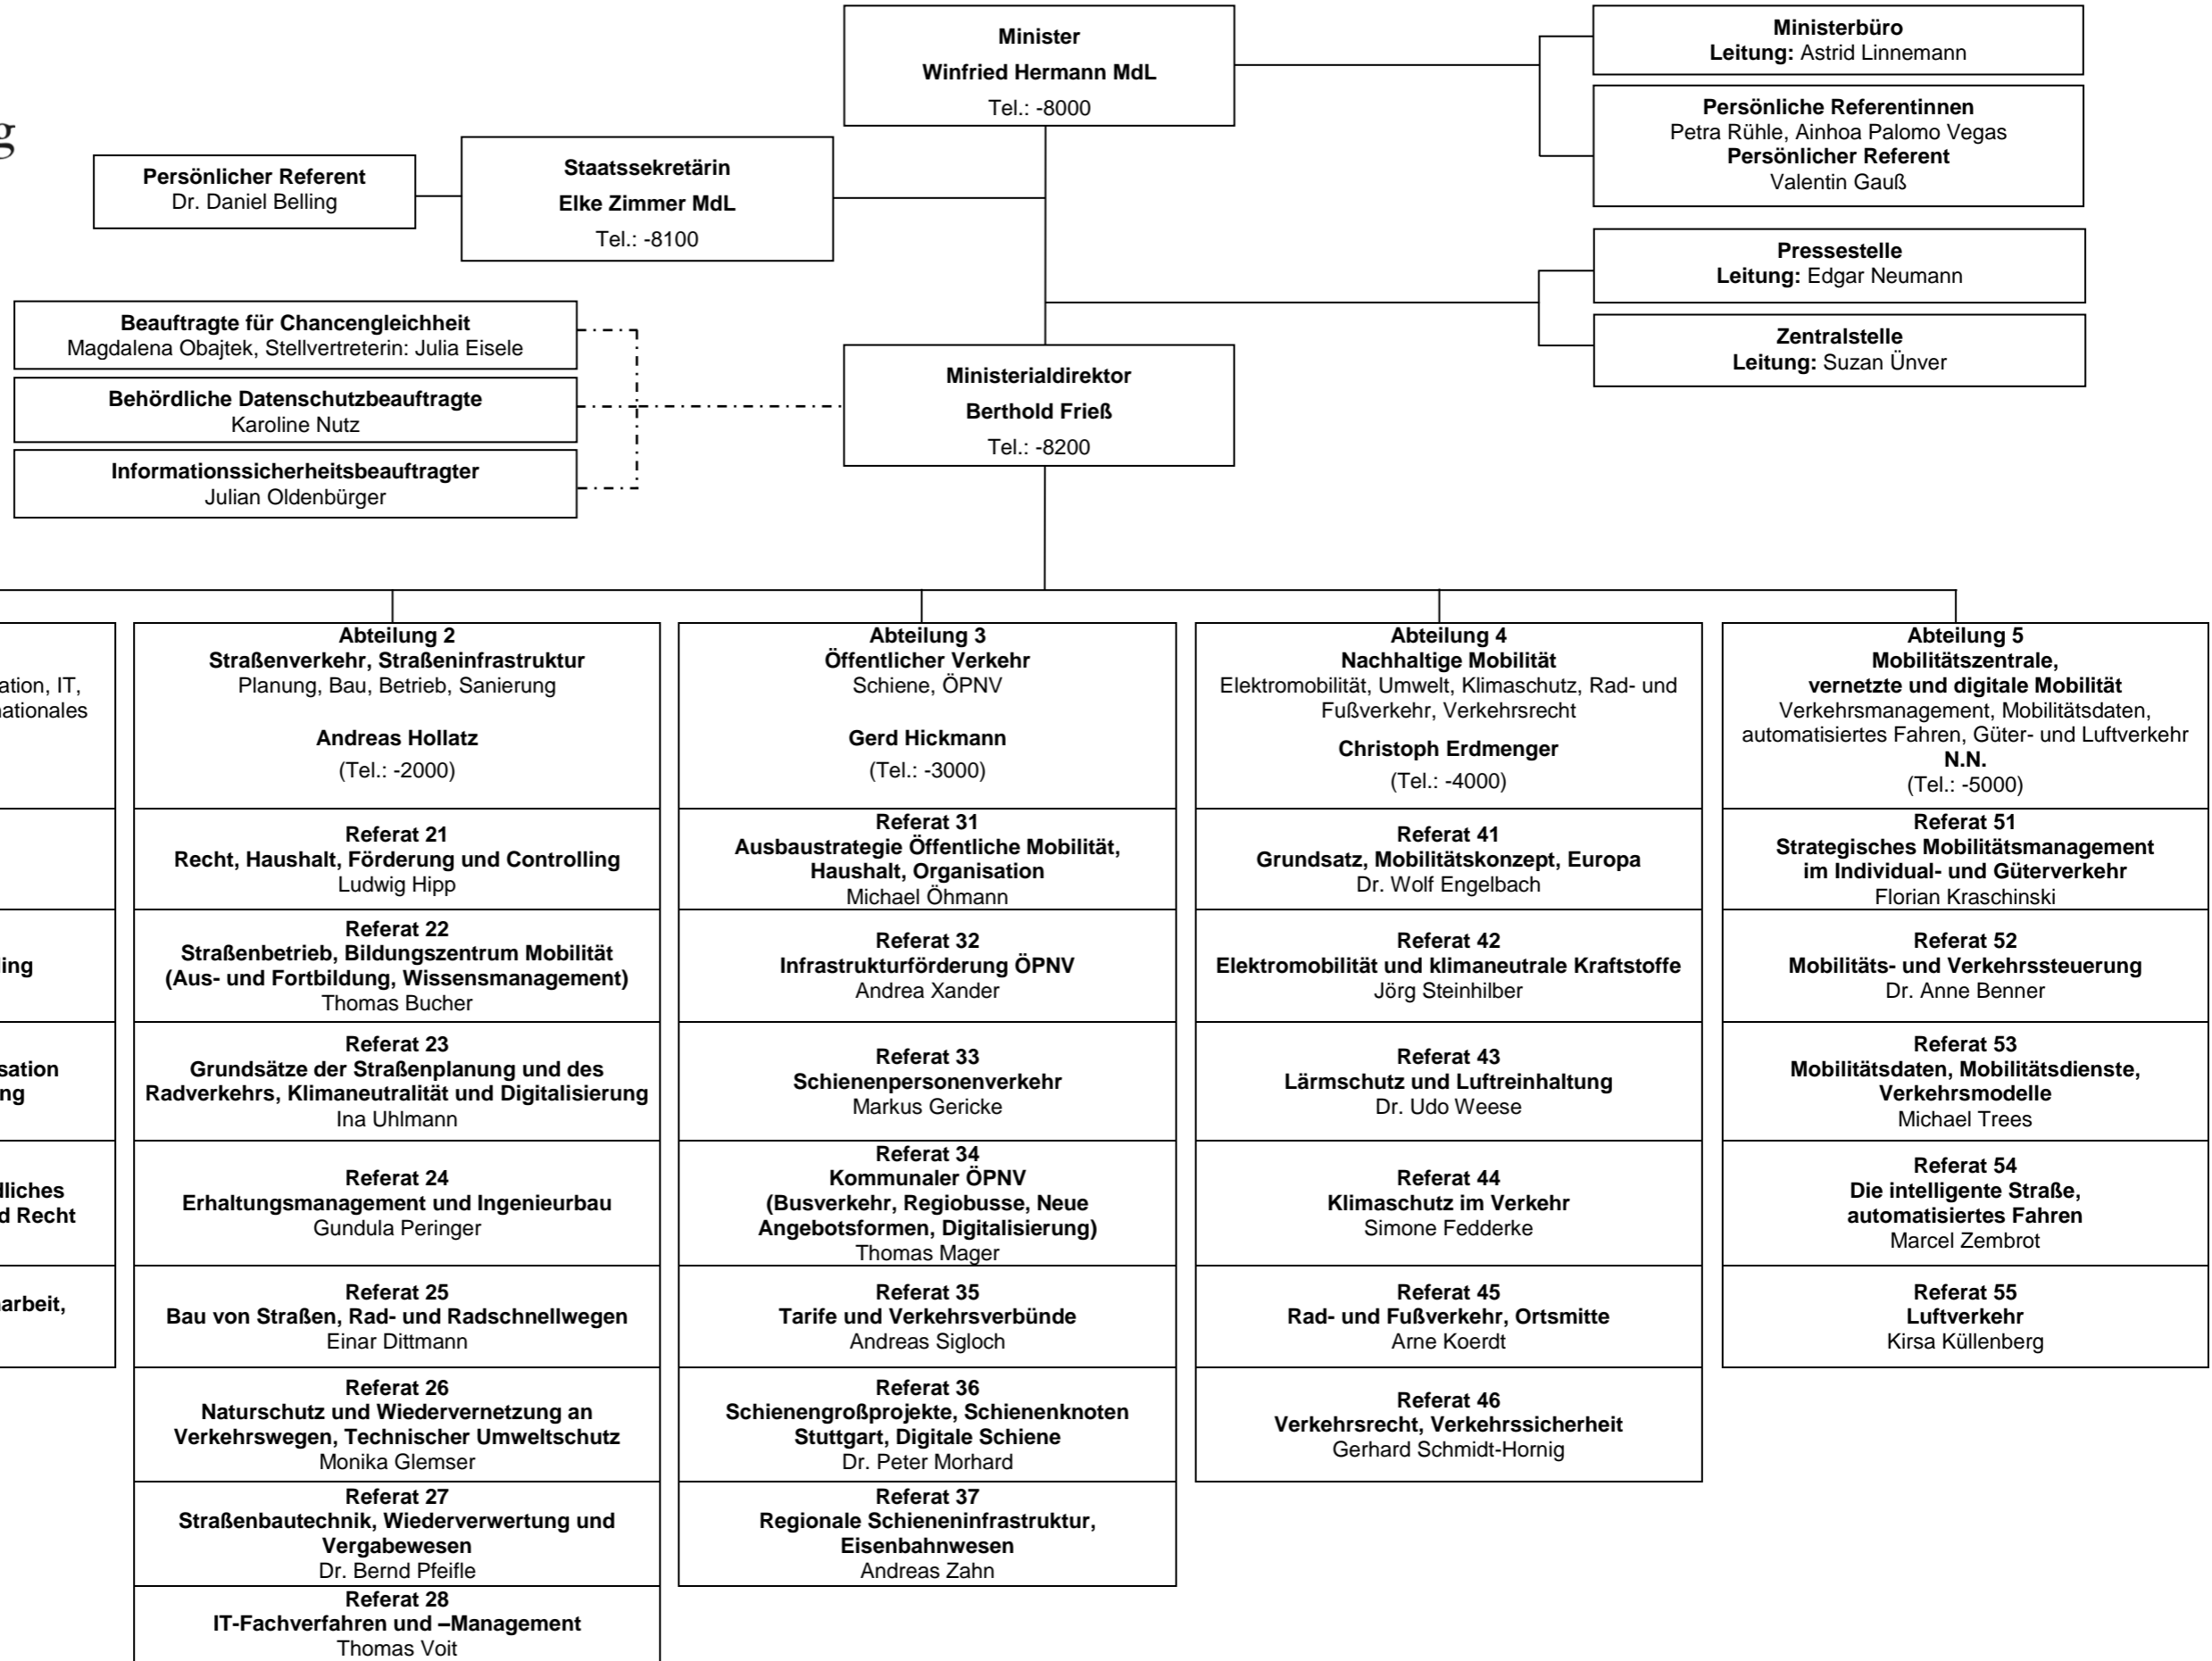 Minister
Winfried Hermann MdL
Tel.: -8000
Ministerbüro
Leitung: Astrid Linnemann
Persönliche Referentinnen
Petra Rühle, Ainhoa Palomo Vegas
Persönlicher Referent
Valentin Gauß
g
Persönlicher Referent
Dr. Daniel Belling
Staatssekretärin
Elke Zimmer MdL
Tel.: -8100
Pressestelle
Leitung: Edgar Neumann
Zentralstelle
Leitung: Suzan Ünver
Beauftragte für Chancengleichheit
Magdalena Obajtek, Stellvertreterin: Julia Eisele
Behördliche Datenschutzbeauftragte
Karoline Nutz
Informationssicherheitsbeauftragter
Julian Oldenbürger
Ministerialdirektor
Berthold Frieß
Tel.: -8200
ation, IT,
nationales
ing
sation
ng
lliches
d Recht
arbeit,
Abteilung 2
Straßenverkehr, Straßeninfrastruktur
Planung, Bau, Betrieb, Sanierung
Andreas Hollatz
(Tel.: -2000)
Referat 21
Recht, Haushalt, Förderung und Controlling
Ludwig Hipp
Referat 22
Straßenbetrieb, Bildungszentrum Mobilität
(Aus- und Fortbildung, Wissensmanagement)
Thomas Bucher
Referat 23
Grundsätze der Straßenplanung und des
Radverkehrs, Klimaneutralität und Digitalisierung
Ina Uhlmann
Referat 24
Erhaltungsmanagement und Ingenieurbau
Gundula Peringer
Referat 25
Bau von Straßen, Rad- und Radschnellwegen
Einar Dittmann
Referat 26
Naturschutz und Wiedervernetzung an
Verkehrswegen, Technischer Umweltschutz
Monika Glemser
Referat 27
Straßenbautechnik, Wiederverwertung und
Vergabewesen
Dr. Bernd Pfeifle
Referat 28
IT-Fachverfahren und –Management
Thomas Voit
Abteilung 3
Öffentlicher Verkehr
Schiene, ÖPNV
Gerd Hickmann
(Tel.: -3000)
Referat 31
Ausbaustrategie Öffentliche Mobilität,
Haushalt, Organisation
Michael Öhmann
Referat 32
Infrastrukturförderung ÖPNV
Andrea Xander
Referat 33
Schienenpersonenverkehr
Markus Gericke
Referat 34
Kommunaler ÖPNV
(Busverkehr, Regiobusse, Neue
Angebotsformen, Digitalisierung)
Thomas Mager
Referat 35
Tarife und Verkehrsverbünde
Andreas Sigloch
Referat 36
Schienengroßprojekte, Schienenknoten
Stuttgart, Digitale Schiene
Dr. Peter Morhard
Referat 37
Regionale Schieneninfrastruktur,
Eisenbahnwesen
Andreas Zahn
Abteilung 4
Nachhaltige Mobilität
Elektromobilität, Umwelt, Klimaschutz, Rad- und
Fußverkehr, Verkehrsrecht
Christoph Erdmenger
(Tel.: -4000)
Referat 41
Grundsatz, Mobilitätskonzept, Europa
Dr. Wolf Engelbach
Referat 42
Elektromobilität und klimaneutrale Kraftstoffe
Jörg Steinhilber
Referat 43
Lärmschutz und Luftreinhaltung
Dr. Udo Weese
Referat 44
Klimaschutz im Verkehr
Simone Fedderke
Referat 45
Rad- und Fußverkehr, Ortsmitte
Arne Koerdt
Referat 46
Verkehrsrecht, Verkehrssicherheit
Gerhard Schmidt-Hornig
Abteilung 5
Mobilitätszentrale,
vernetzte und digitale Mobilität
Verkehrsmanagement, Mobilitätsdaten,
automatisiertes Fahren, Güter- und Luftverkehr
N.N.
(Tel.: -5000)
Referat 51
Strategisches Mobilitätsmanagement
im Individual- und Güterverkehr
Florian Kraschinski
Referat 52
Mobilitäts- und Verkehrssteuerung
Dr. Anne Benner
Referat 53
Mobilitätsdaten, Mobilitätsdienste,
Verkehrsmodelle
Michael Trees
Referat 54
Die intelligente Straße,
automatisiertes Fahren
Marcel Zembrot
Referat 55
Luftverkehr
Kirsa Küllenberg